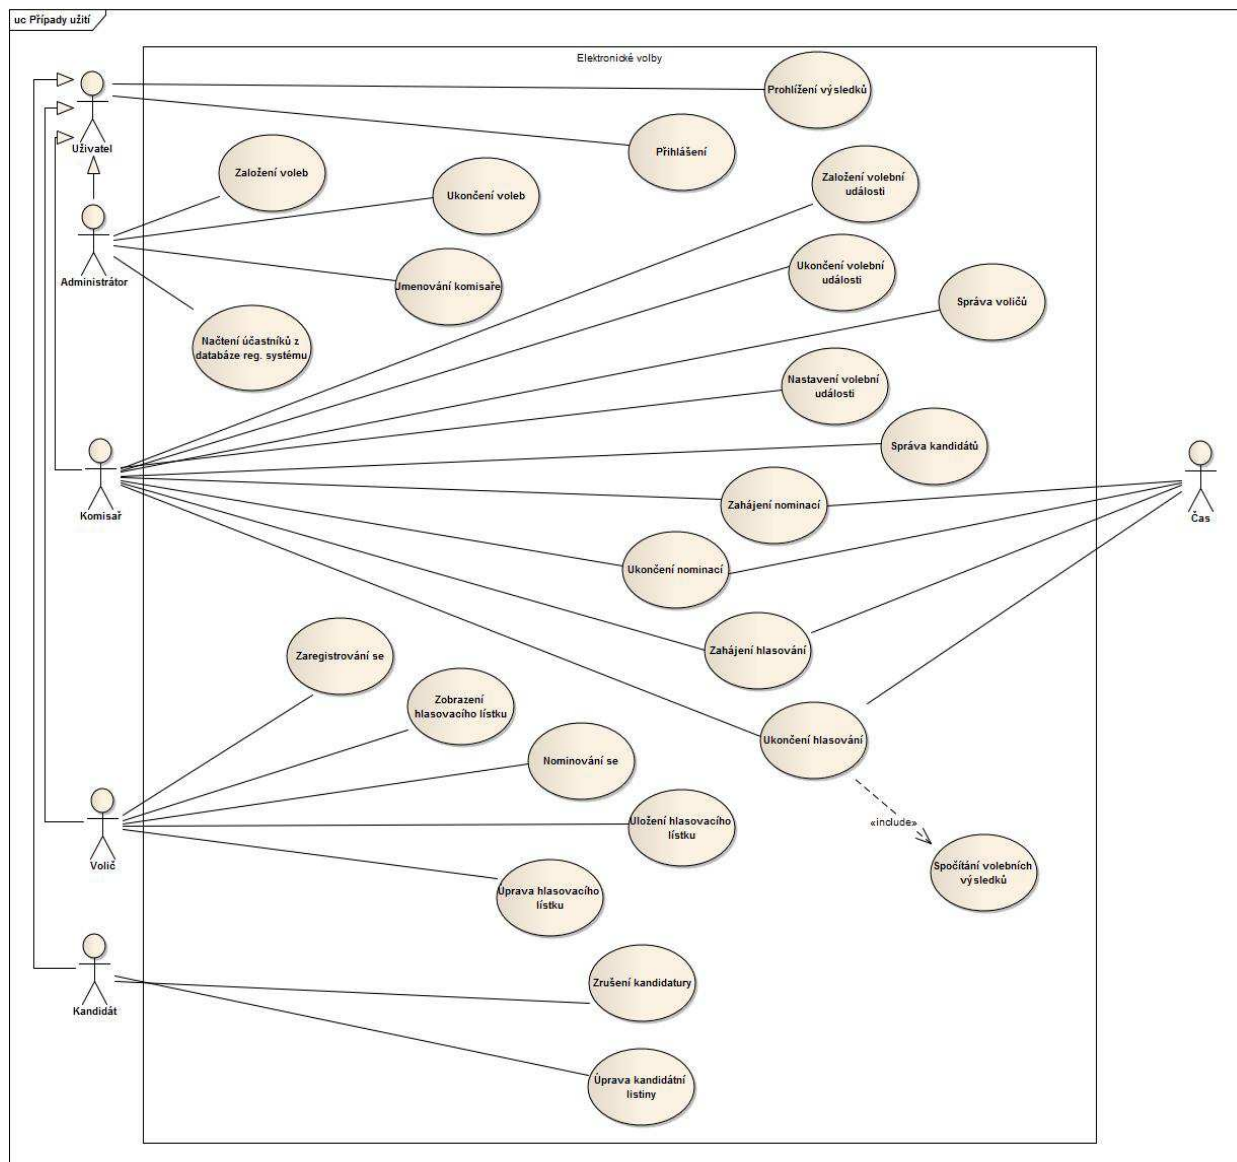 uc Případy užití
Elektronické volby
Prohlížení výsledků
Uživatel
Přihlášení
Založení voleb
Ukončení voleb
Založení volební
události
Administrátor
Jmenování komisaře
Ukončení volební
události
Správa voličů
Načtení účastníků z
databáze reg. systému
Nastavení volební
události
Správa kandidátů
Komisař
Zahájení nominací
Čas
Ukončení nominací
Zahájení hlasování
Zaregistrování se
Zobrazení
hlasovacího lístku
Ukončení hlasování
Nominování se
Volič
Uložení hlasovacího
lístku
«include»
Spočítání volebních
výsledků
Úprava hlasovacího
lístku
Kandidát
Zrušení kandidatury
Úprava kandidátní
listiny